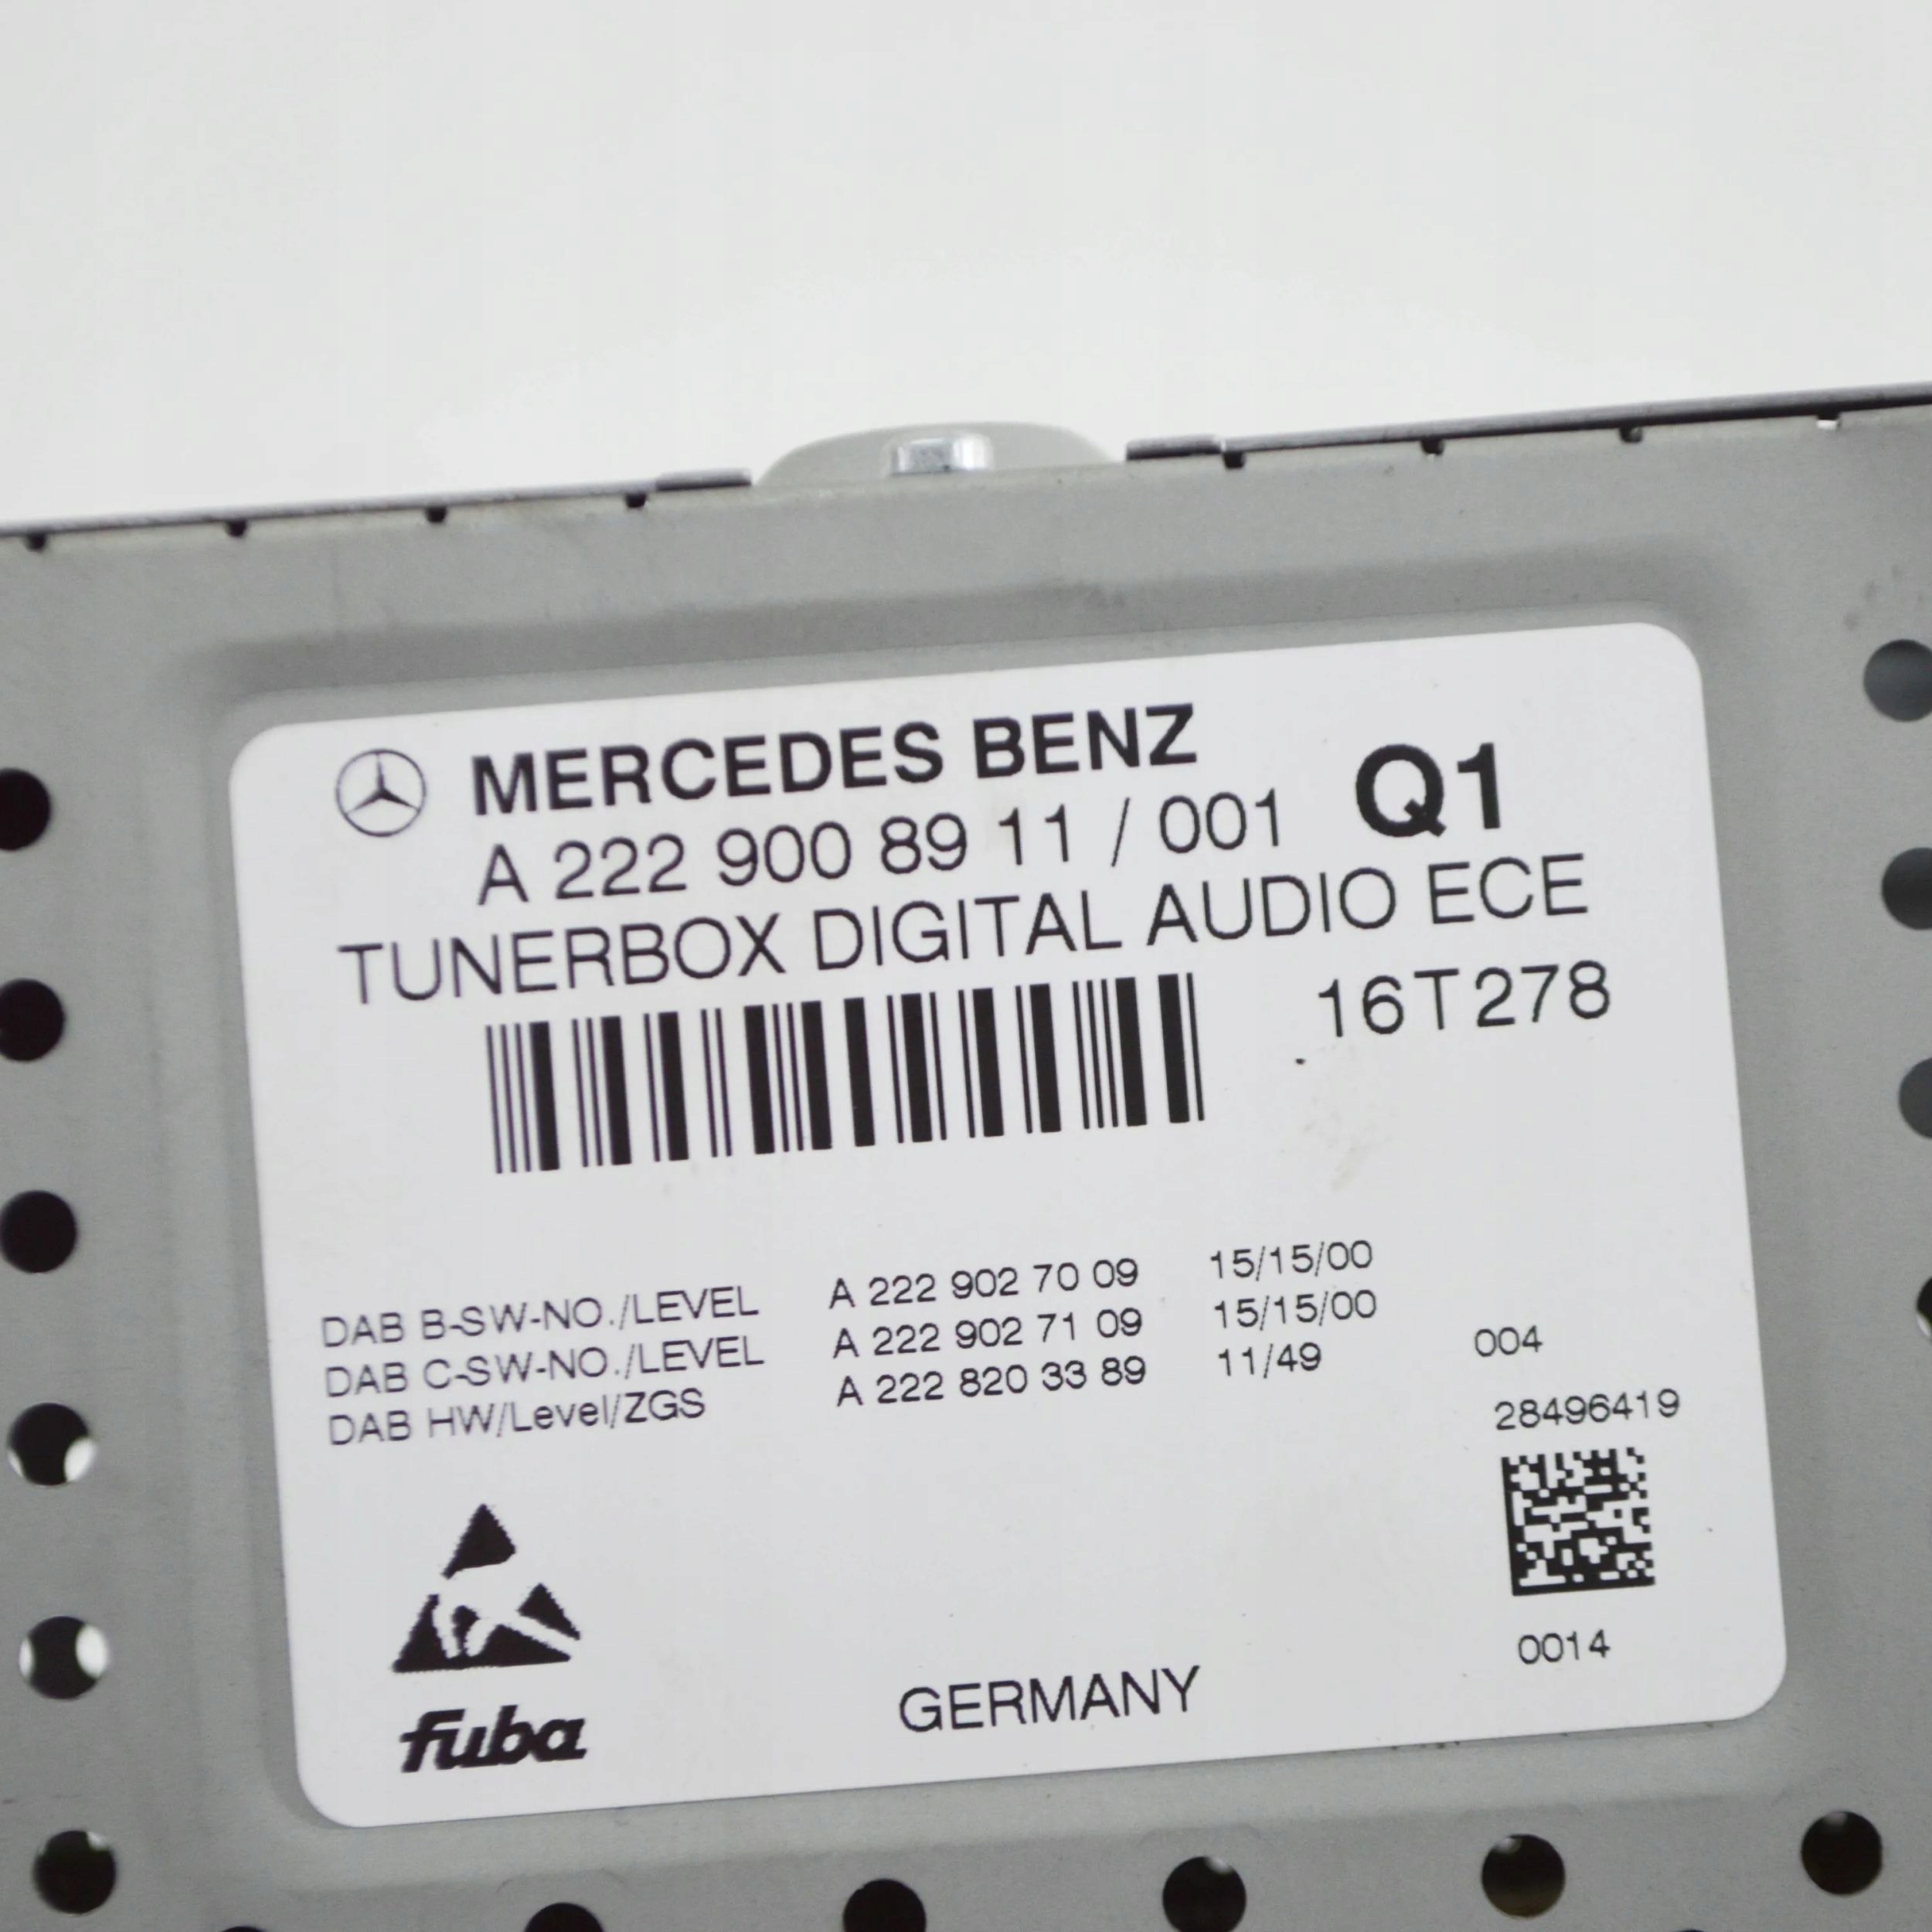 MERCEDES BENZ
A 222 900 89 11 / 001 Q1
TUNERBOX DIGITAL AUDIO ECE
16T278
DAB B-SW-NO./LEVEL A 222 902 70 09 15/15/00
DAB C-SW-NO./LEVEL A 222 902 71 09 15/15/00
DAB HW/Level/ZGS A 222 820 33 89 11/49 004
28496419
0014
fuba
GERMANY